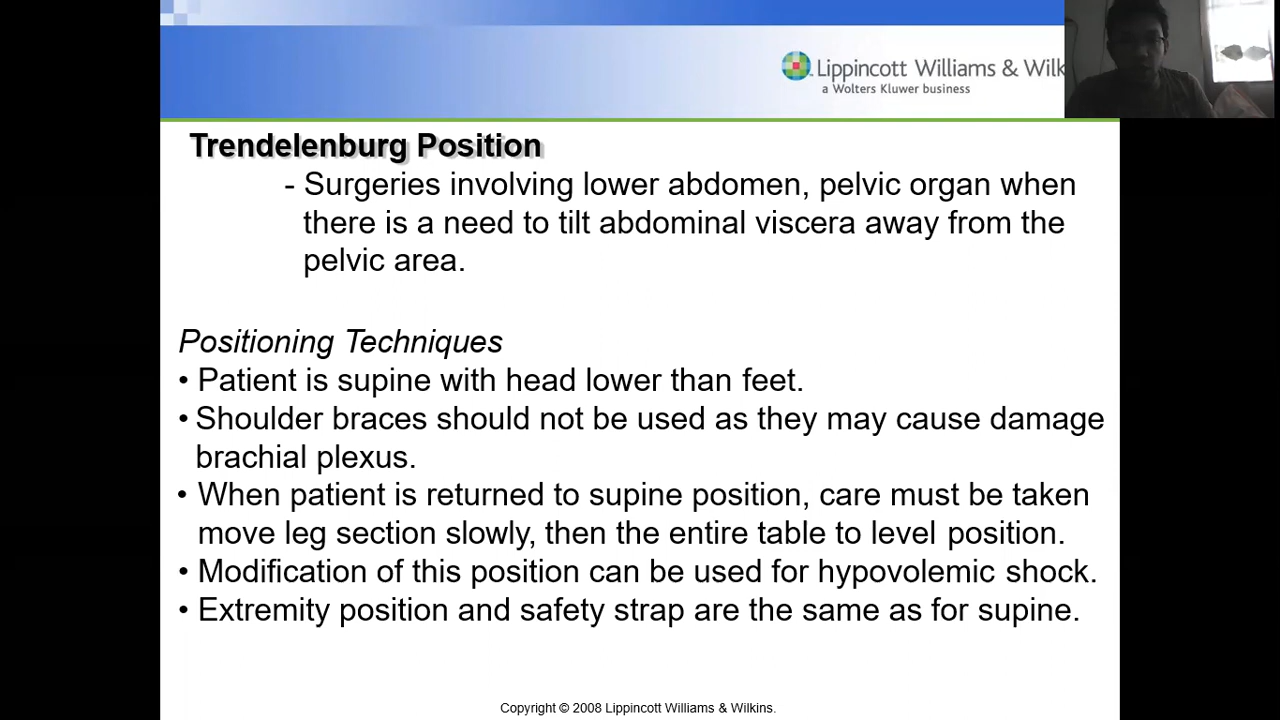 Lippincott Williams & Wilk
a Wolters Kluwer business
Trendelenburg Position
- Surgeries involving lower abdomen, pelvic organ when
there is a need to tilt abdominal viscera away from the
pelvic area.
Positioning Techniques
• Patient is supine with head lower than feet.
• Shoulder braces should not be used as they may cause damage
brachial plexus.
• When patient is returned to supine position, care must be taken
move leg section slowly, then the entire table to level position.
• Modification of this position can be used for hypovolemic shock.
• Extremity position and safety strap are the same as for supine.
Copyright © 2008 Lippincott Williams & Wilkins.